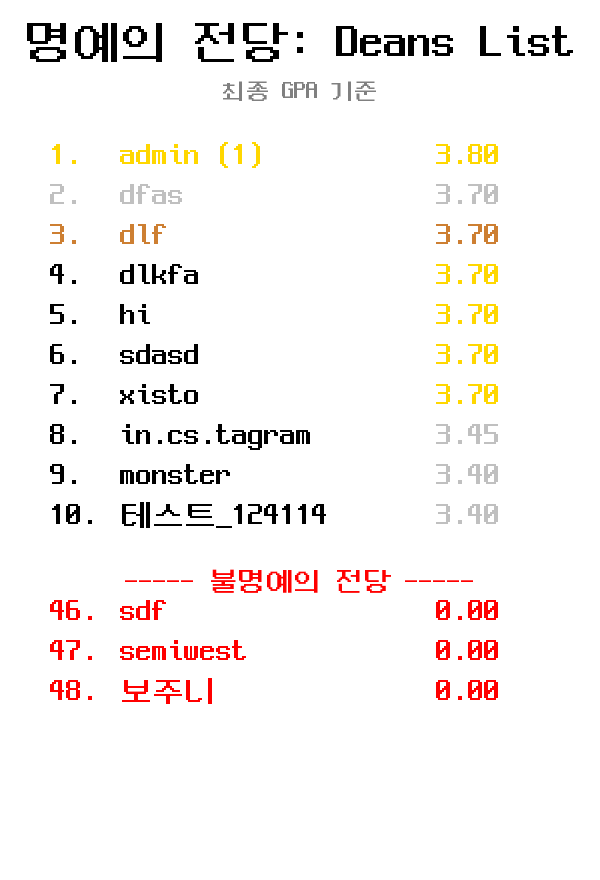 명예의 전당: Deans List
최종 GPA 기준
1. admin (1) 3.80
2. dfas 3.70
3. dlf 3.70
4. dlkfa 3.70
5. hi 3.70
6. sdasd 3.70
7. xisto 3.70
8. in.cs.tagram 3.45
9. monster 3.40
10. 테스트_124114 3.40
----- 불명예의 전당 -----
46. sdf 0.00
47. semiwest 0.00
48. 보주니 0.00